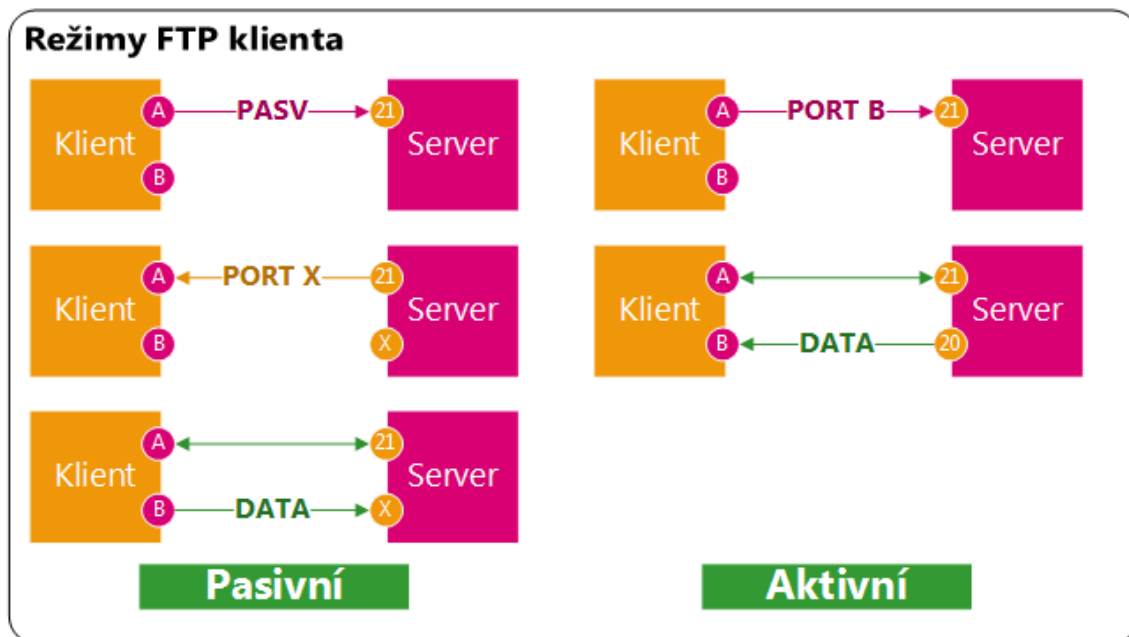 Režimy FTP klienta
Klient A PASV 21 Server
B
Klient A PORT X 21 Server
B X
Klient A 21 Server
B DATA X
Pasivní
Klient A PORT B 21 Server
B
Klient A 21 Server
B DATA 20
Aktivní